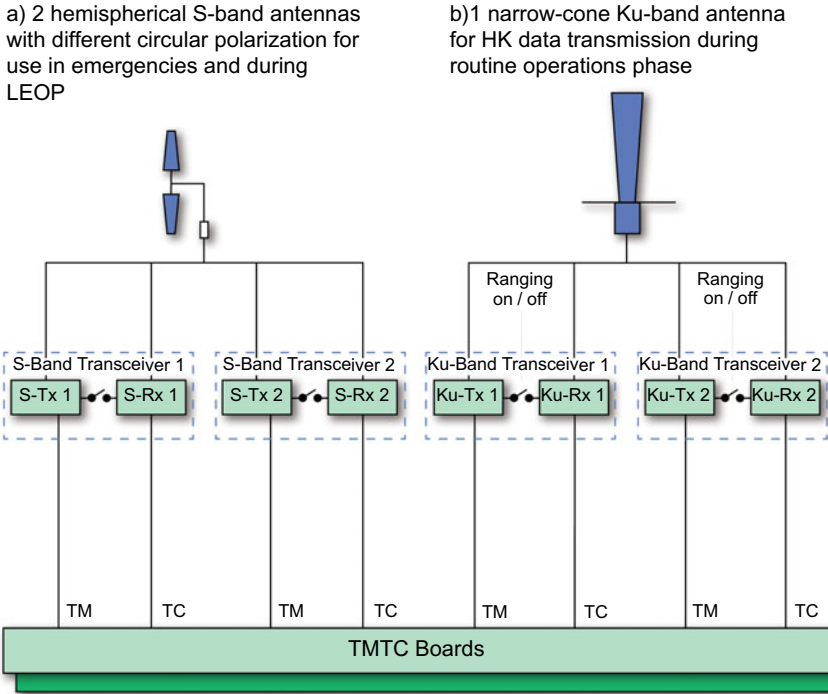 a) 2 hemispherical S-band antennas
with different circular polarization for
use in emergencies and during
LEOP
b)1 narrow-cone Ku-band antenna
for HK data transmission during
routine operations phase
Ranging
on / off
Ranging
on / off
S-Band Transceiver 1
S-Band Transceiver 2
Ku-Band Transceiver 1
Ku-Band Transceiver 2
S-Tx 1
S-Rx 1
S-Tx 2
S-Rx 2
Ku-Tx 1
Ku-Rx 1
Ku-Tx 2
Ku-Rx 2
TM
TC
TM
TC
TM
TC
TM
TC
TMTC Boards